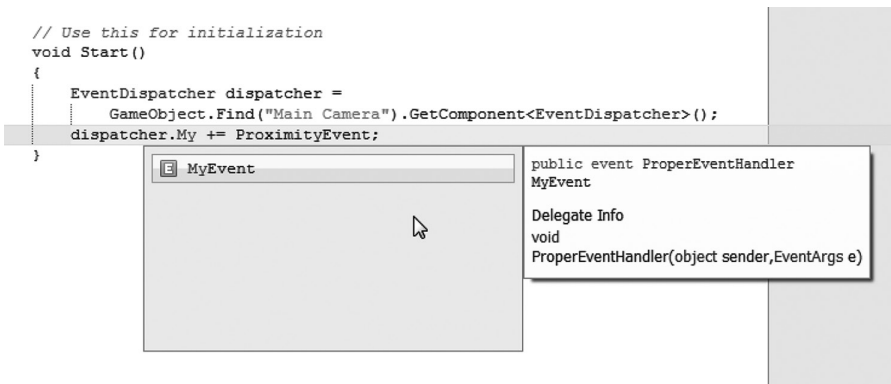 // Use this for initialization
void Start()
{
EventDispatcher dispatcher =
GameObject.Find("Main Camera").GetComponent<EventDispatcher>();
dispatcher.My += ProximityEvent;
}
E MyEvent
public event ProperEventHandler
MyEvent
Delegate Info
void
ProperEventHandler(object sender,EventArgs e)